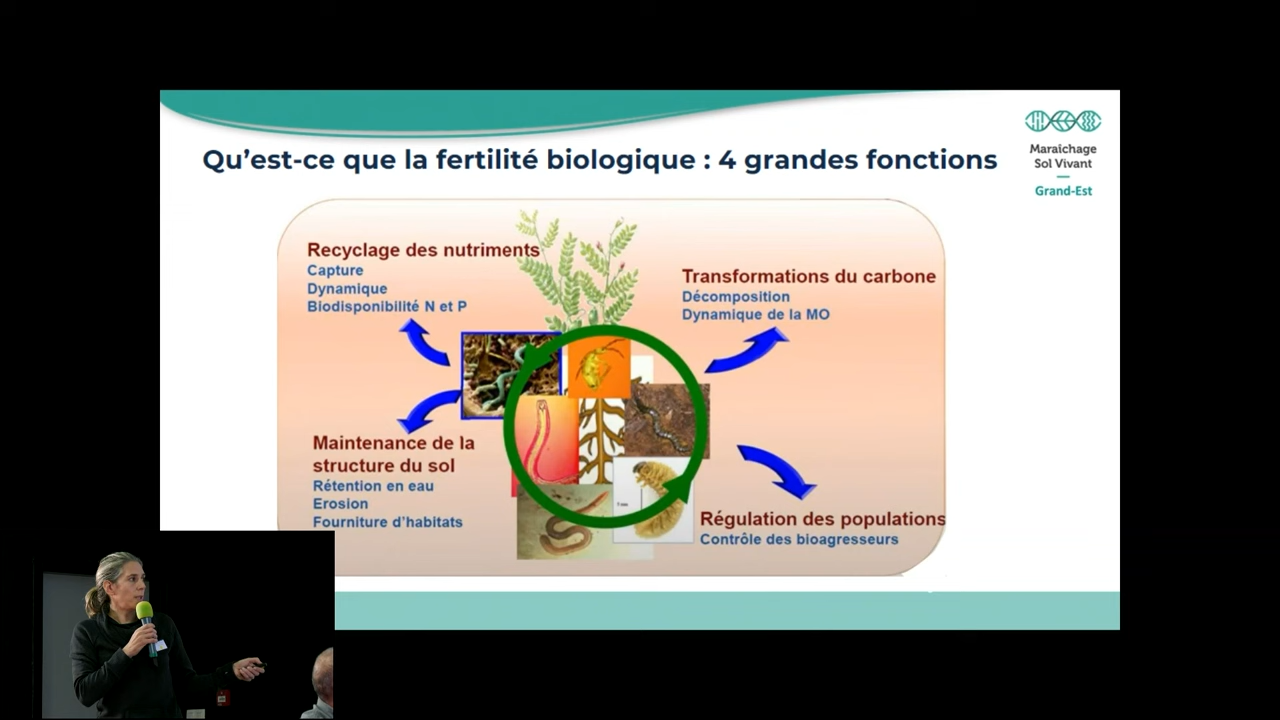 Qu'est-ce que la fertilité biologique : 4 grandes fonctions
Maraîchage
Sol Vivant
Grand-Est
Recyclage des nutriments
Capture
Dynamique
Biodisponibilité N et P
Transformations du carbone
Décomposition
Dynamique de la MO
Maintenance de la
structure du sol
Rétention en eau
Erosion
Fourniture d'habitats
Régulation des populations
Contrôle des bioagresseurs